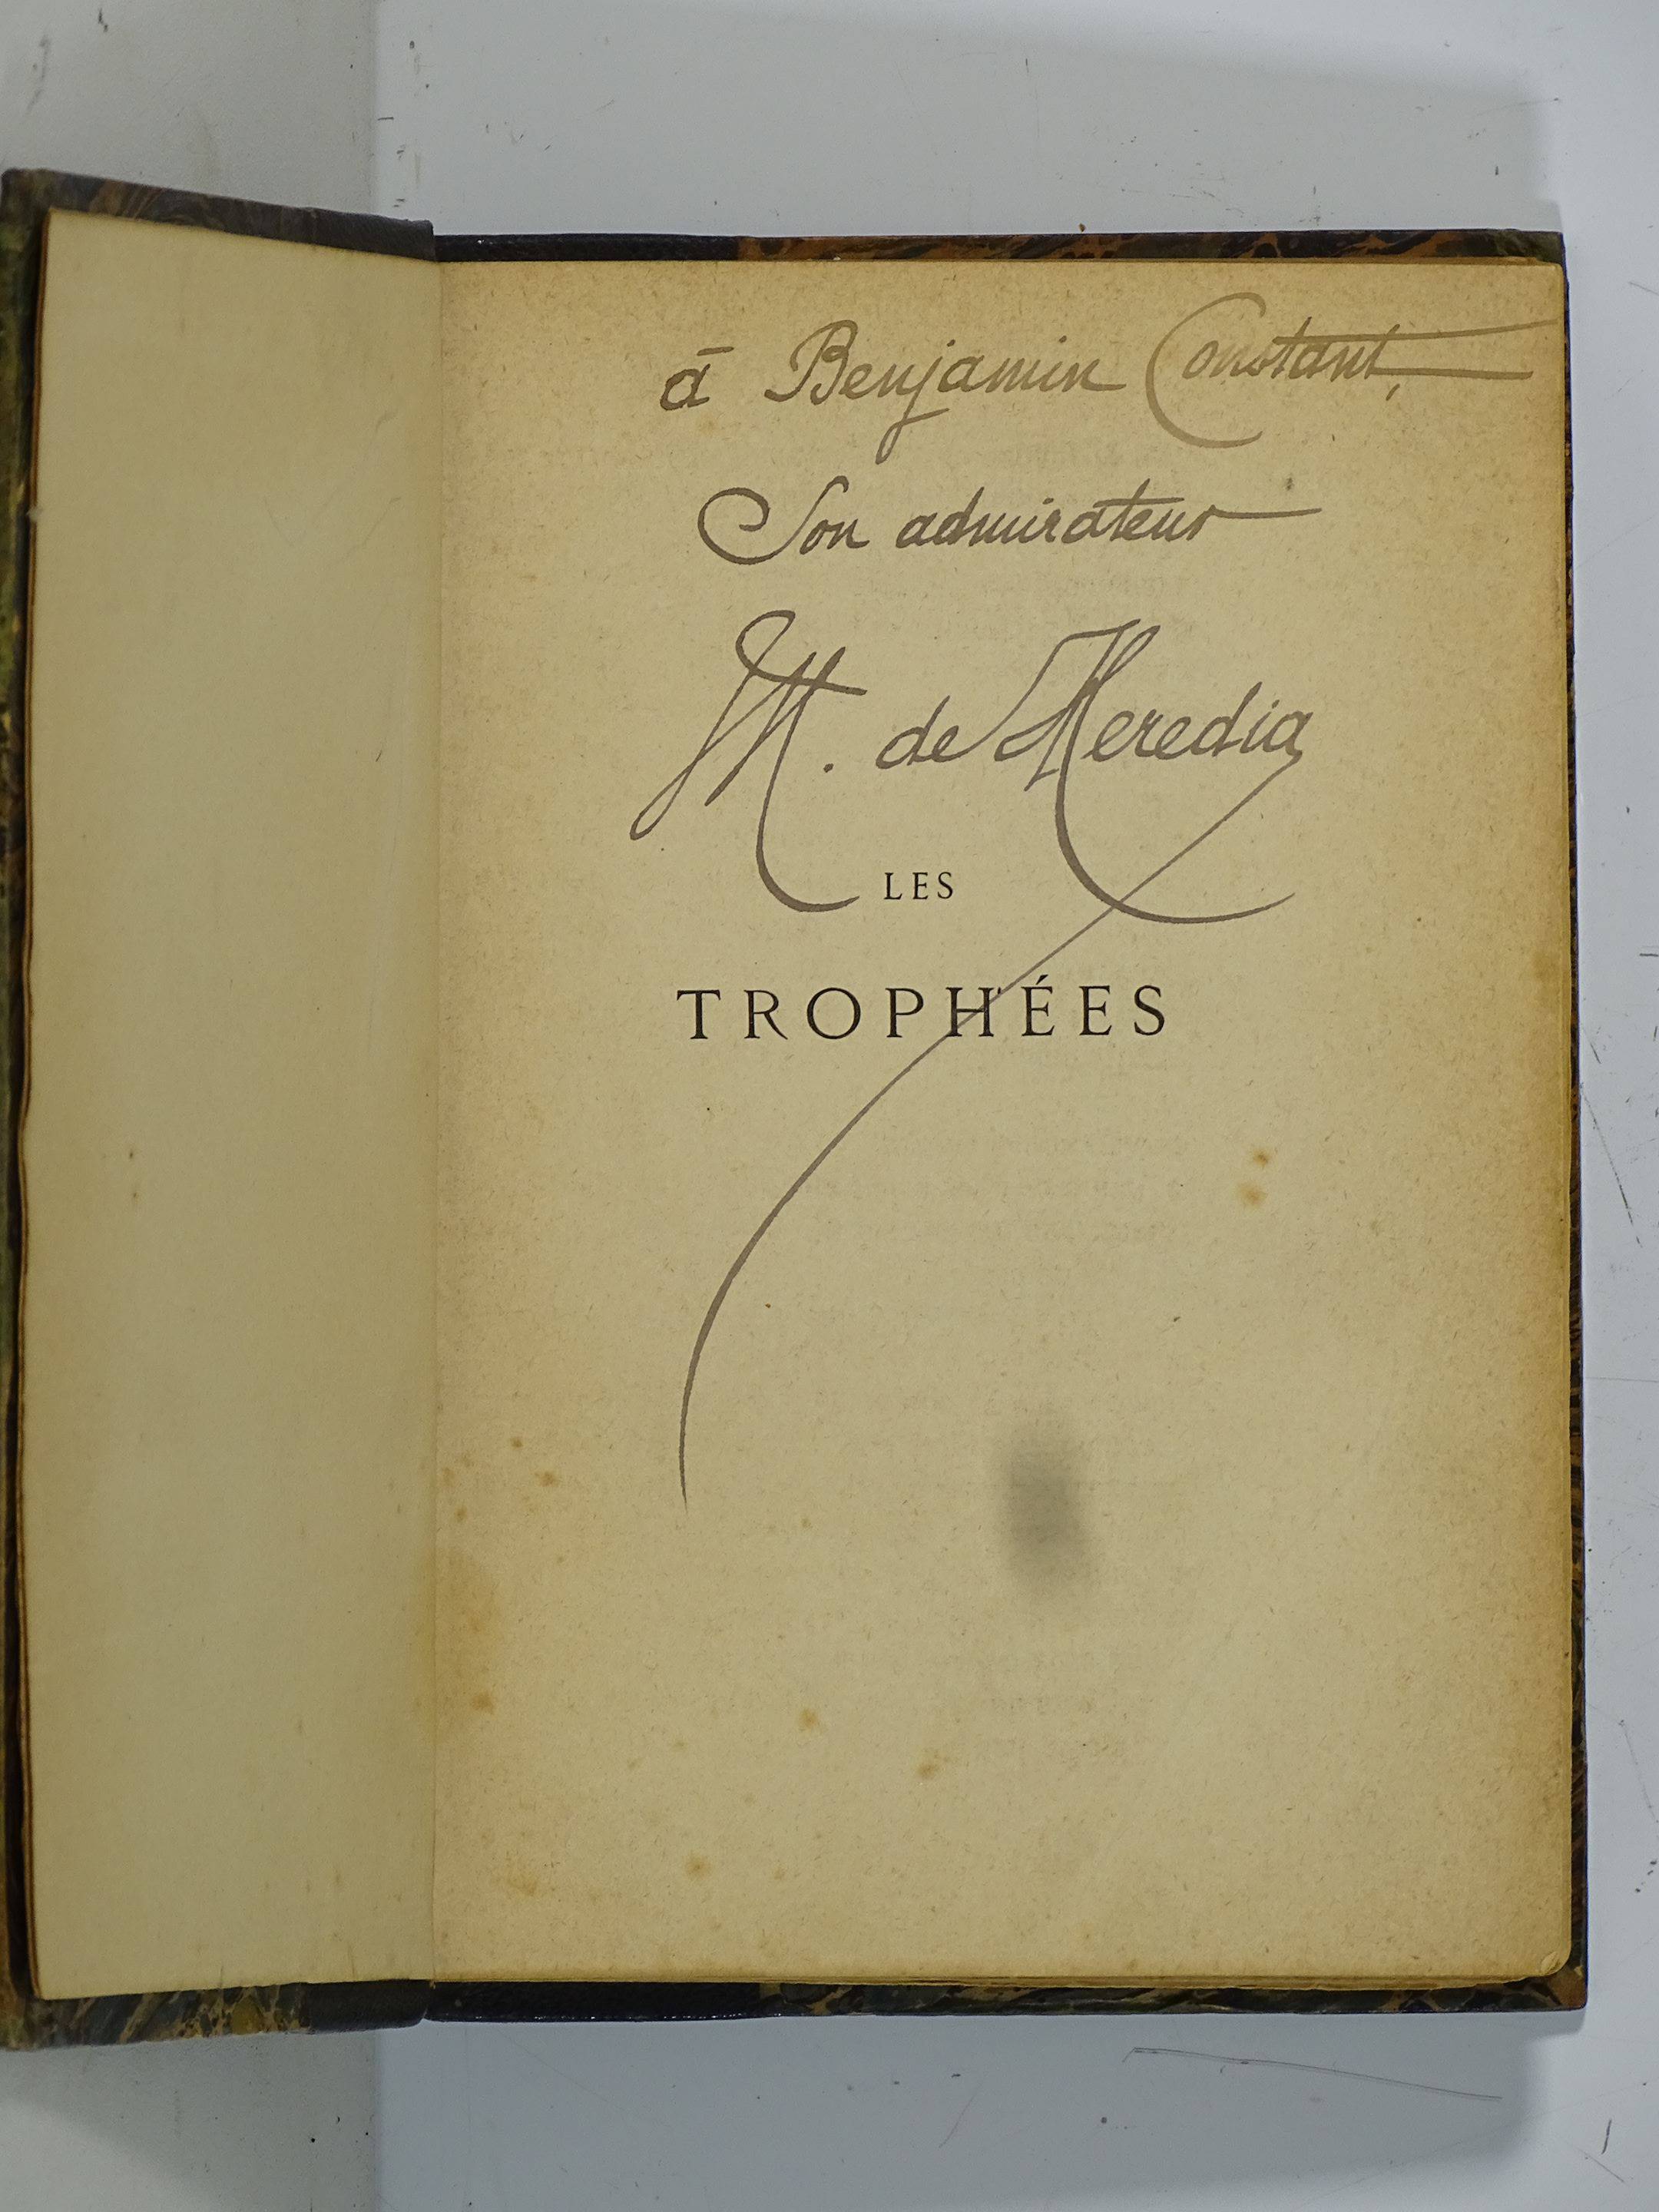 à Benjamin Constant,
Son admirateur
M. de Heredia
LES
TROPHÉES